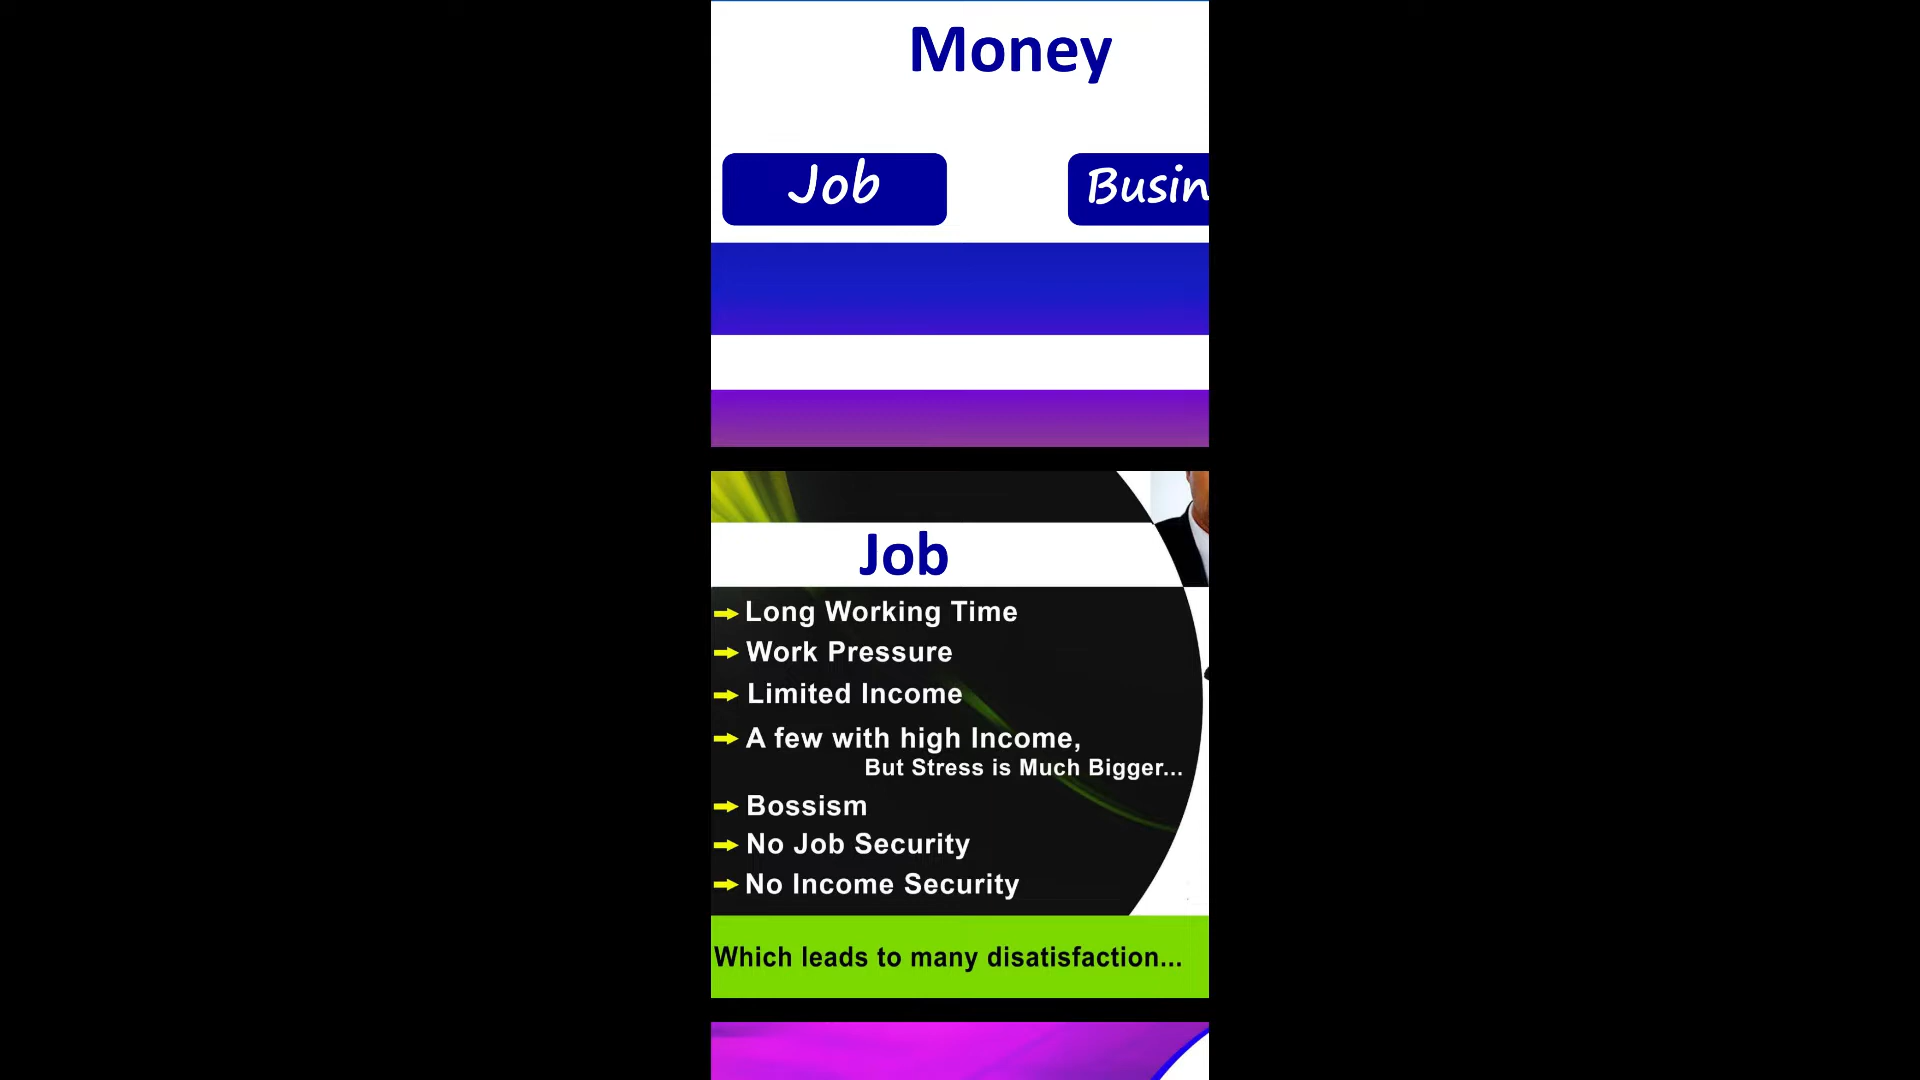 Money
Job
Busin
Job
Long Working Time
Work Pressure
Limited Income
A few with high Income,
But Stress is Much Bigger...
Bossism
No Job Security
No Income Security
Which leads to many disatisfaction...